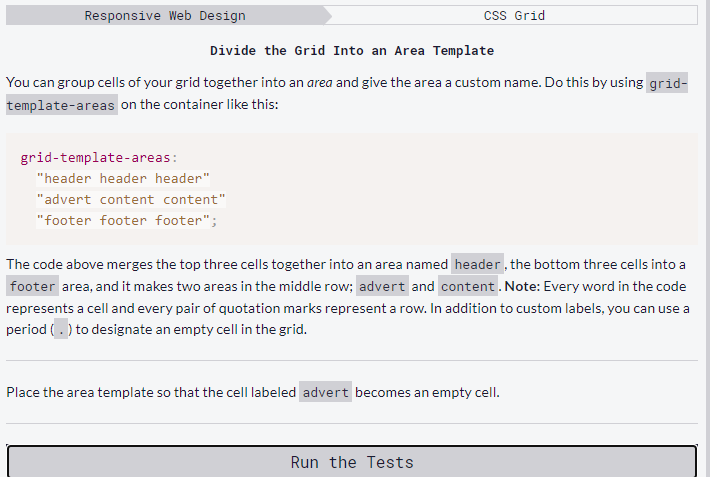 Responsive Web Design
CSS Grid
Divide the Grid Into an Area Template
You can group cells of your grid together into an area and give the area a custom name. Do this by using grid-
template-areas on the container like this:
grid-template-areas:
"header header header"
"advert content content"
"footer footer footer";
The code above merges the top three cells together into an area named header, the bottom three cells into a
footer area, and it makes two areas in the middle row; advert and content. Note: Every word in the code
represents a cell and every pair of quotation marks represent a row. In addition to custom labels, you can use a
period (.) to designate an empty cell in the grid.
Place the area template so that the cell labeled advert becomes an empty cell.
Run the Tests